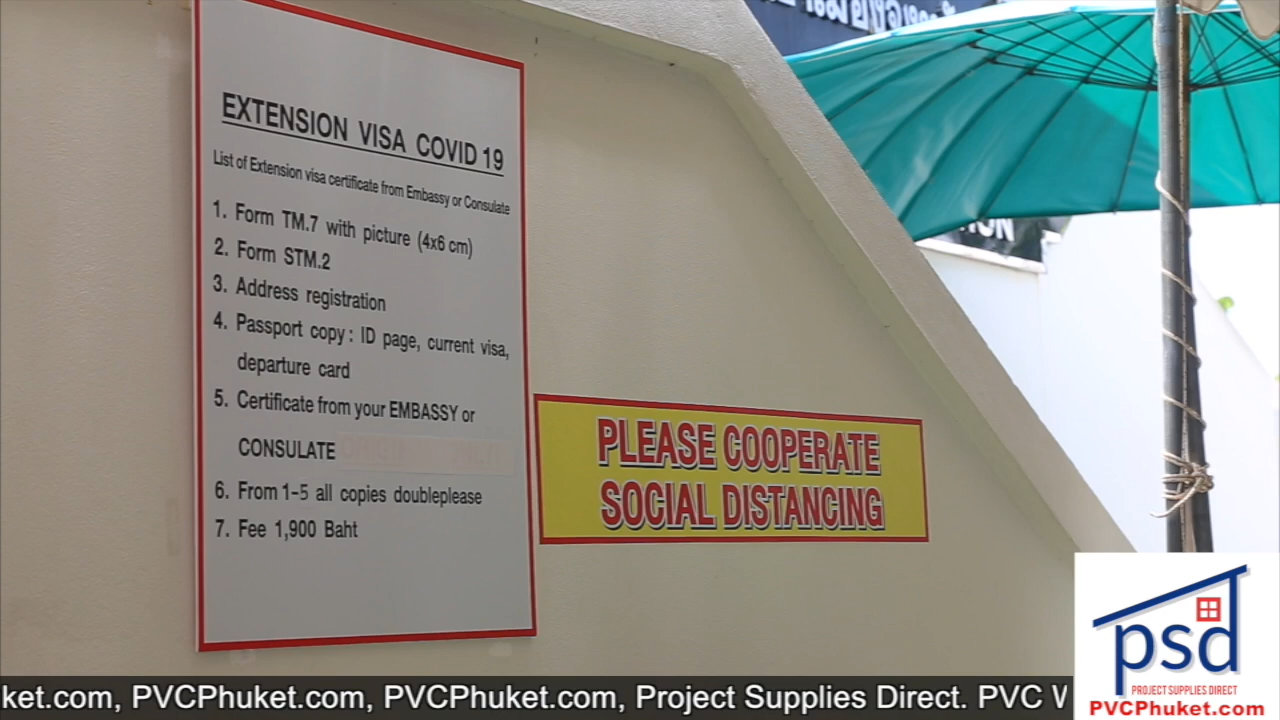 EXTENSION VISA COVID 19
List of Extension visa certificate from Embassy or Consulate
1. Form TM.7 with picture (4x6 cm)
2. Form STM.2
3. Address registration
4. Passport copy : ID page, current visa,
departure card
5. Certificate from your EMBASSY or
CONSULATE
6. From 1-5 all copies doubleplease
7. Fee 1,900 Baht
PLEASE COOPERATE
SOCIAL DISTANCING
psd
PROJECT SUPPLIES DIRECT
PVCPhuket.com
ket.com, PVCPhuket.com, PVCPhuket.com, Project Supplies Direct. PVC